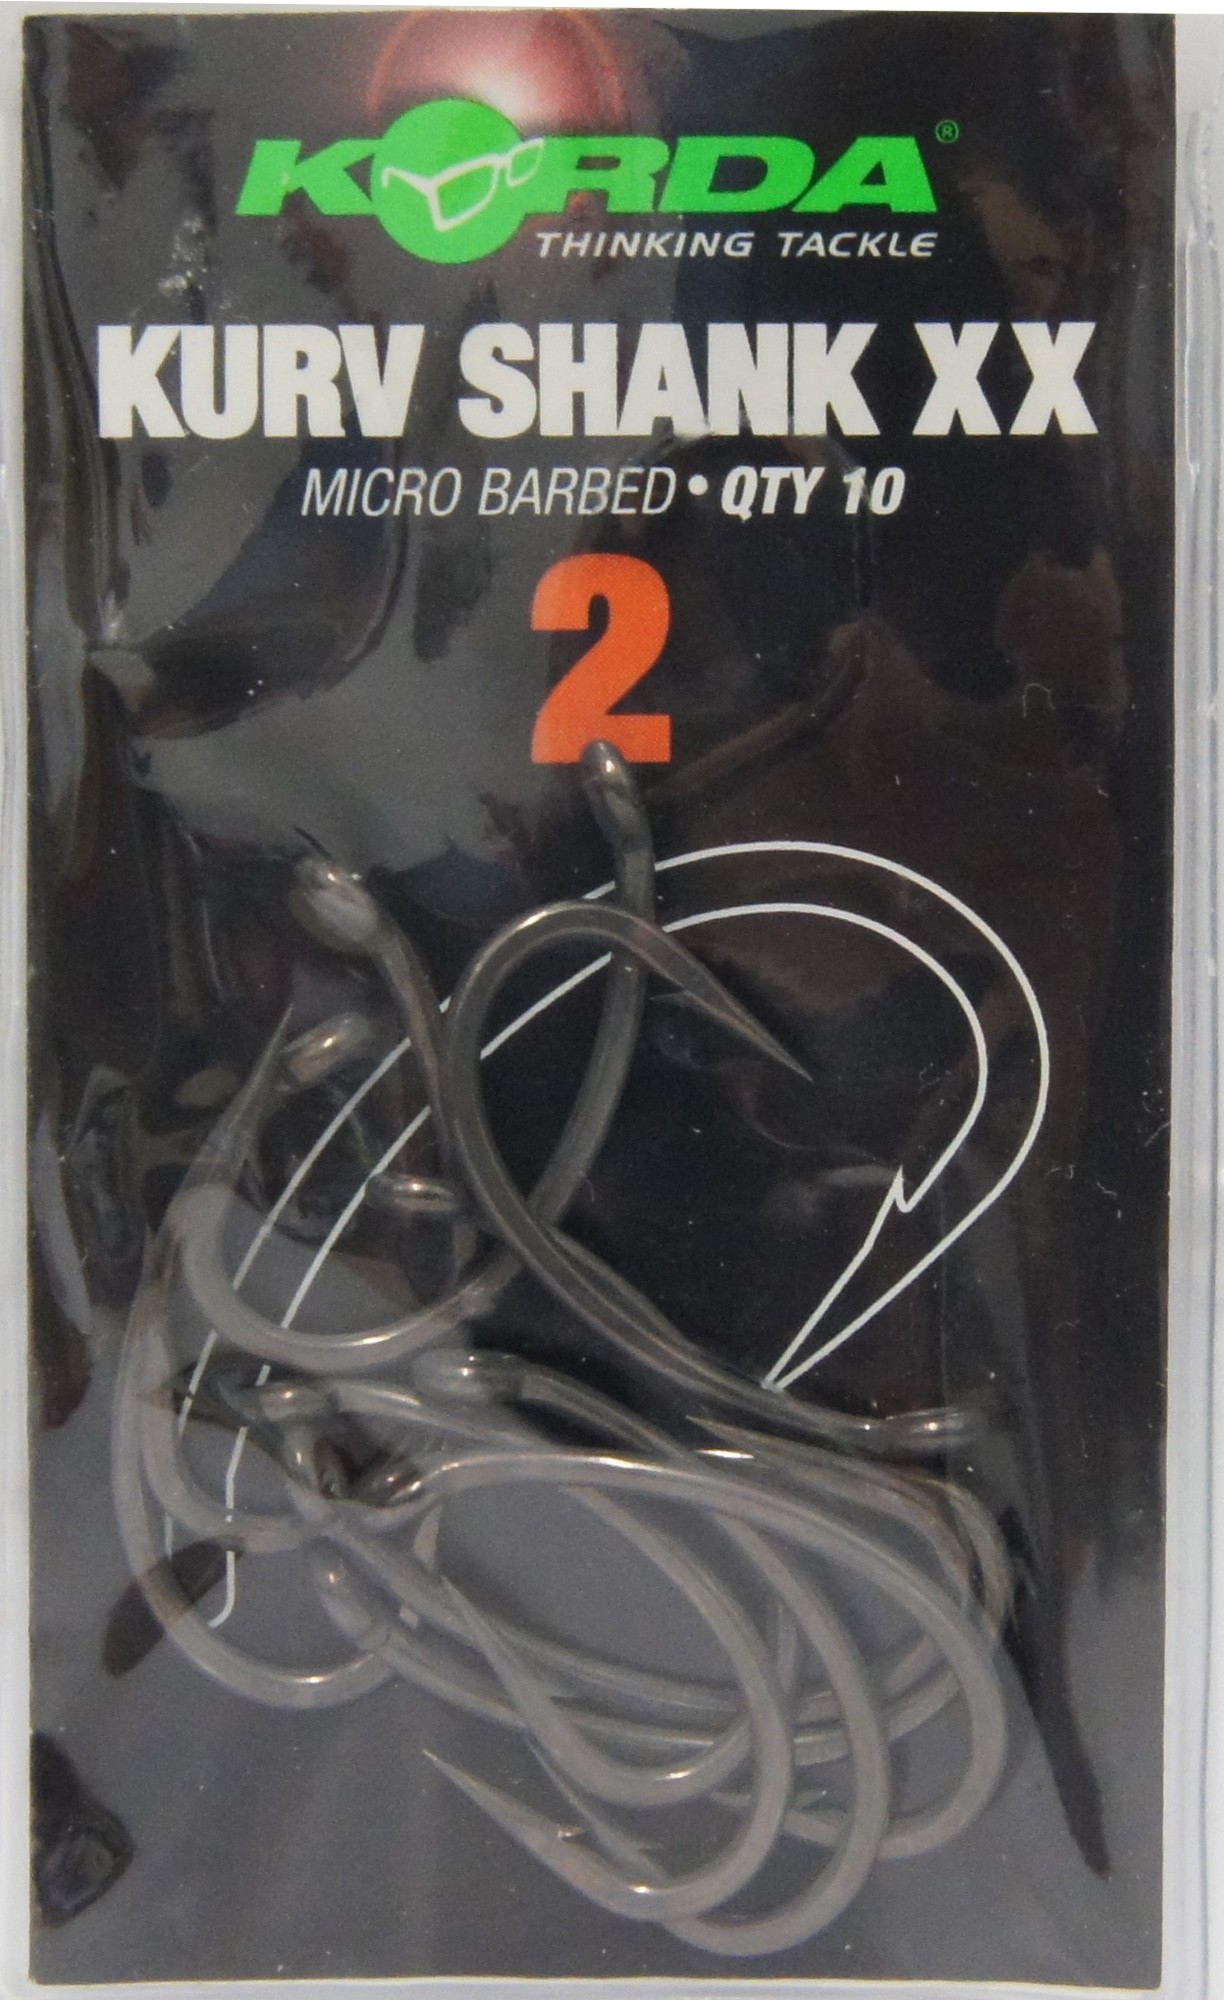 KORDA®
THINKING TACKLE
KURV SHANK XX
MICRO BARBED • QTY 10
2